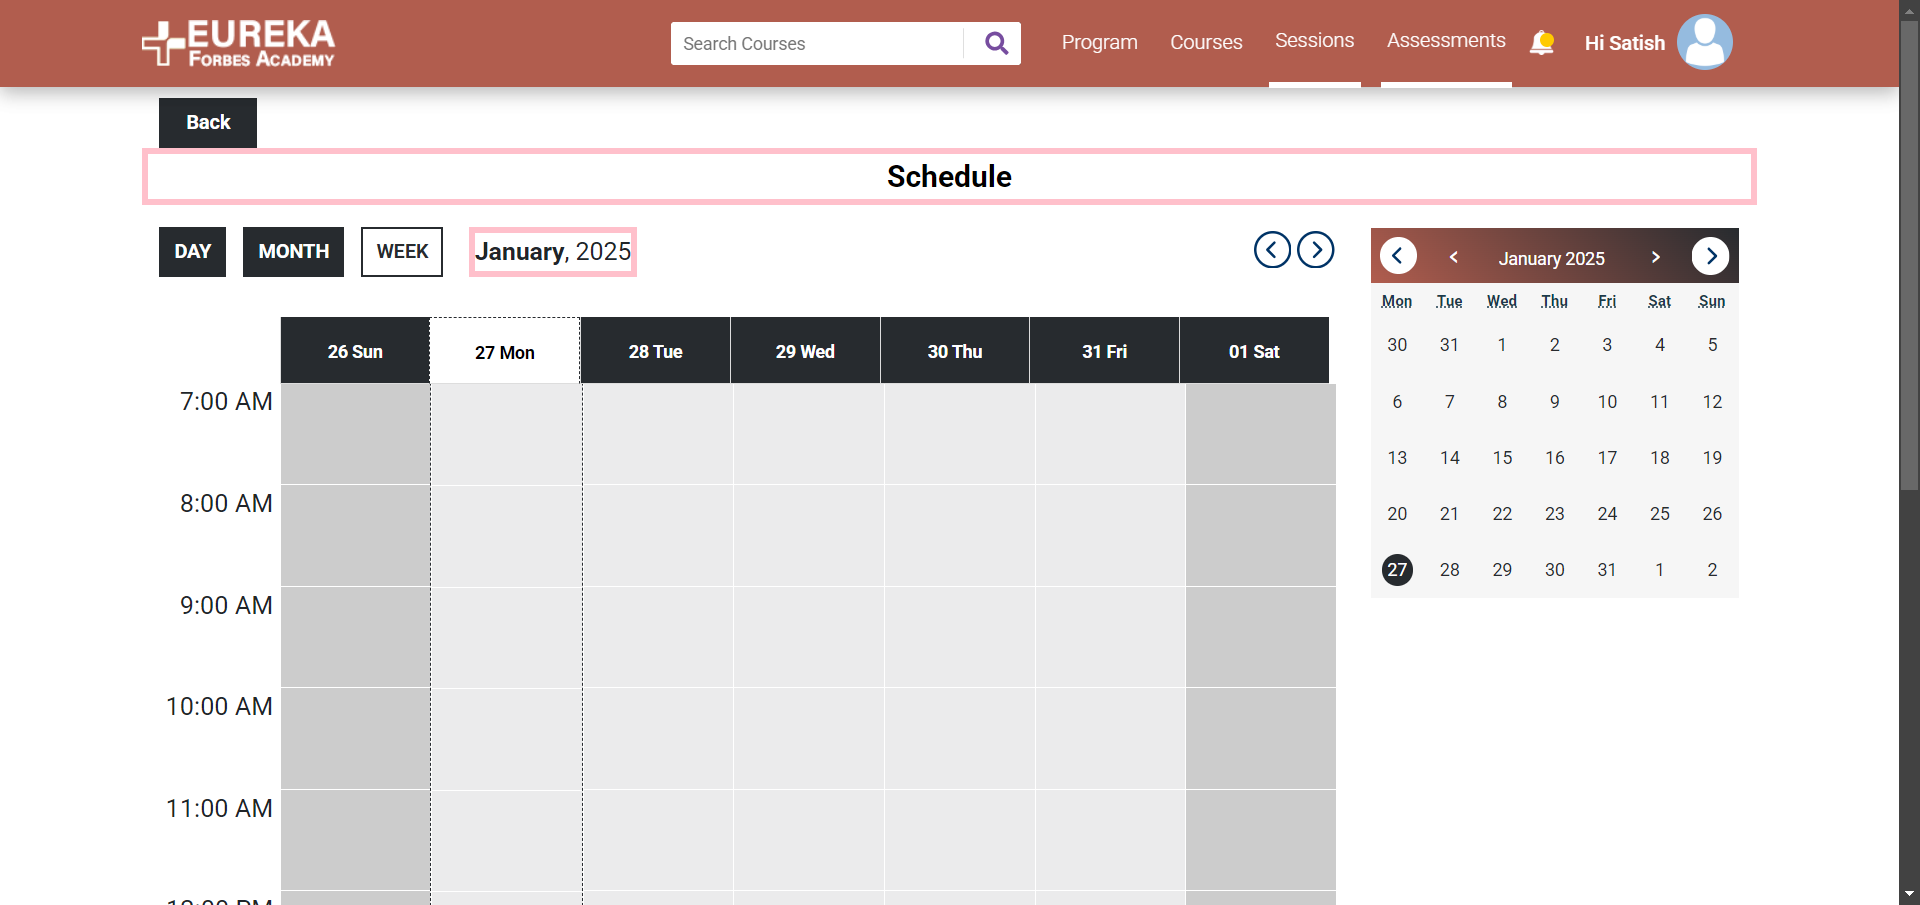 EUREKA
FORBES ACADEMY
Search Courses
Program
Courses
Sessions
Assessments
Hi Satish
Back
Schedule
DAY
MONTH
WEEK
January, 2025
January 2025
Mon Tue Wed Thu Fri Sat Sun
30 31 1 2 3 4 5
6 7 8 9 10 11 12
13 14 15 16 17 18 19
20 21 22 23 24 25 26
27 28 29 30 31 1 2
26 Sun
27 Mon
28 Tue
29 Wed
30 Thu
31 Fri
01 Sat
7:00 AM
8:00 AM
9:00 AM
10:00 AM
11:00 AM